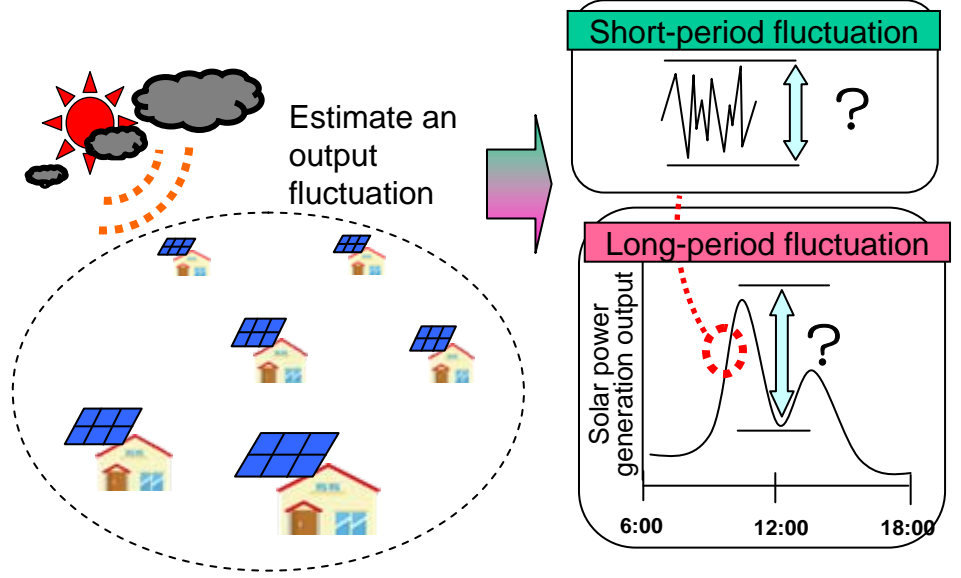 Estimate an
output
fluctuation
Short-period fluctuation
?
Long-period fluctuation
?
Solar power
generation output
6:00 12:00 18:00